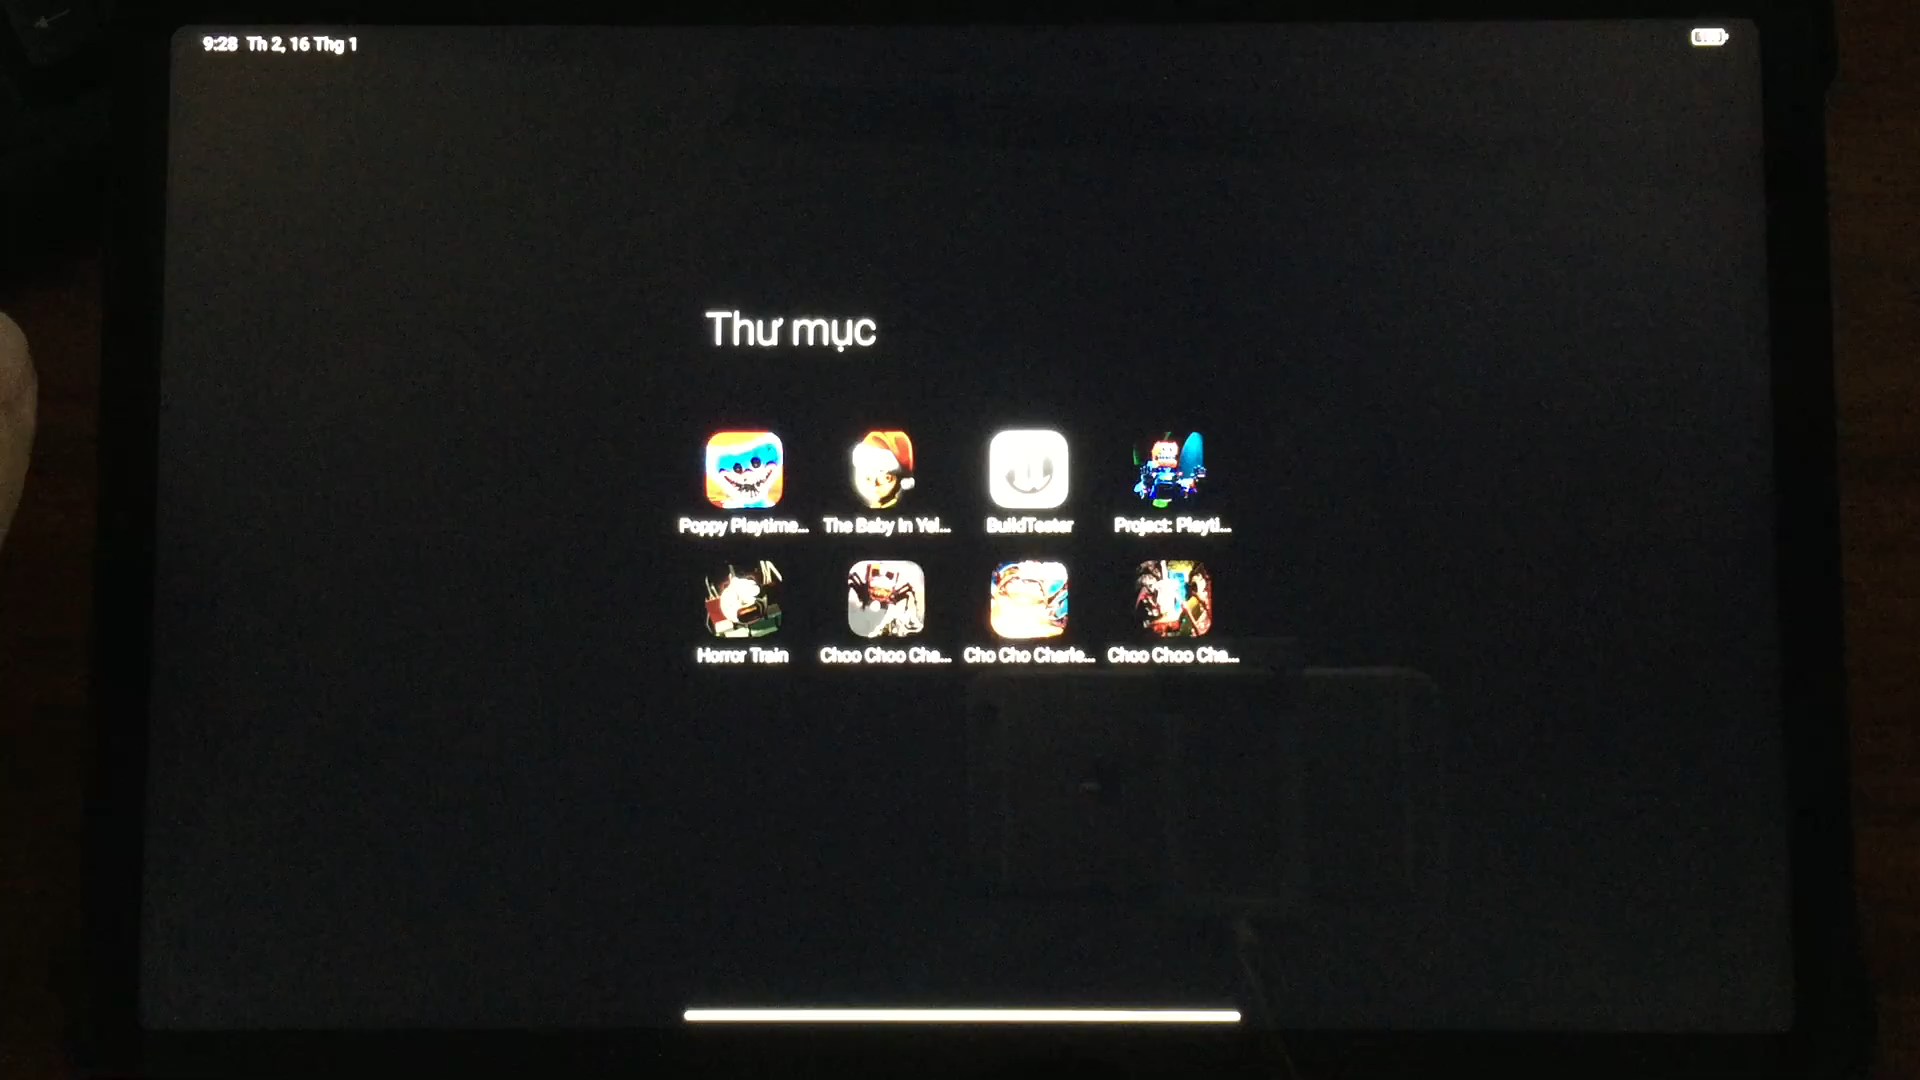 9:28 Th 2, 16 Thg 1
Thư mục
Poppy Playtime... The Baby In Yel... BuildTester Project: Playti...
Horror Train Choo Choo Cha... Cho Cho Charle... Choo Choo Cha...